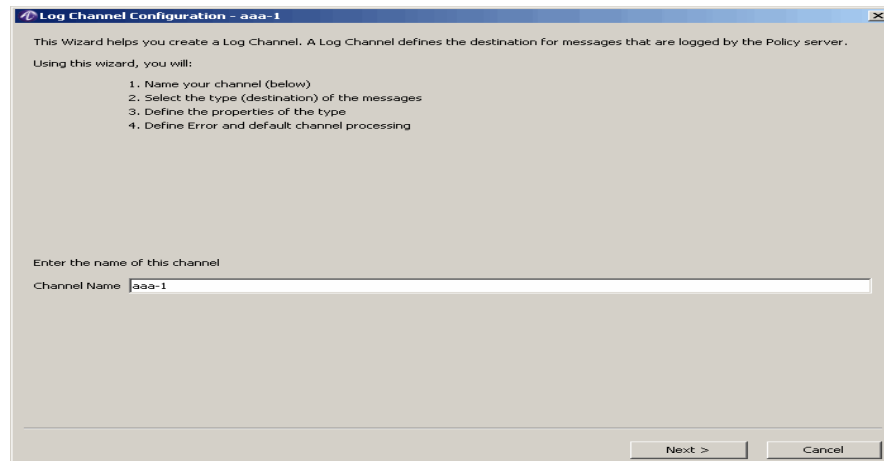 Log Channel Configuration - aaa-1
This Wizard helps you create a Log Channel. A Log Channel defines the destination for messages that are logged by the Policy server.
Using this wizard, you will:
1. Name your channel (below)
2. Select the type (destination) of the messages
3. Define the properties of the type
4. Define Error and default channel processing
Enter the name of this channel
Channel Name aaa-1
Next > Cancel